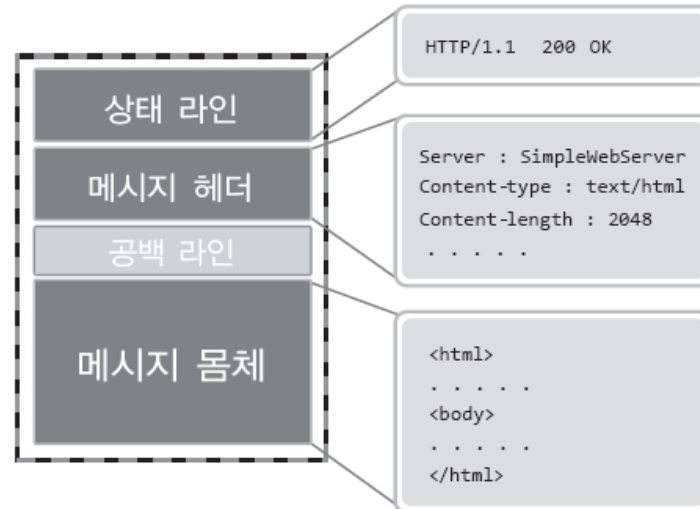 상태 라인
메시지 헤더
공백 라인
메시지 몸체
HTTP/1.1 200 OK
Server : SimpleWebServer
Content-type : text/html
Content-length : 2048
. . . . .
<html>
. . . . .
<body>
. . . . .
</html>